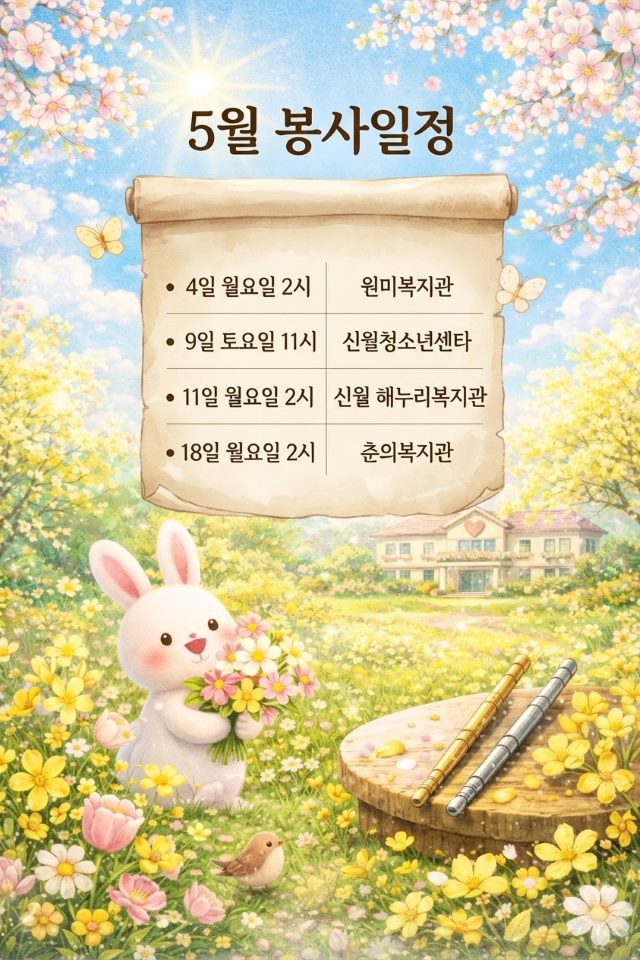 5월 봉사일정
• 4일 월요일 2시 원미복지관
• 9일 토요일 11시 신월청소년센타
• 11일 월요일 2시 신월 해누리복지관
• 18일 월요일 2시 춘의복지관